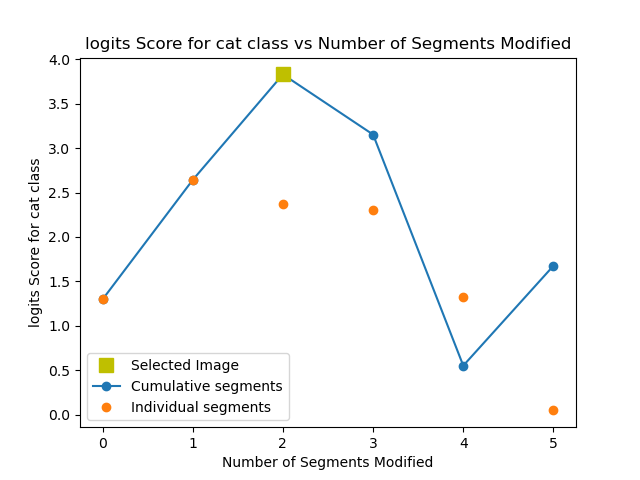 logits Score for cat class vs Number of Segments Modified
4.0
3.5
3.0
2.5
2.0
1.5
1.0
0.5
0.0
logits Score for cat class
Selected Image
Cumulative segments
Individual segments
0 1 2 3 4 5
Number of Segments Modified